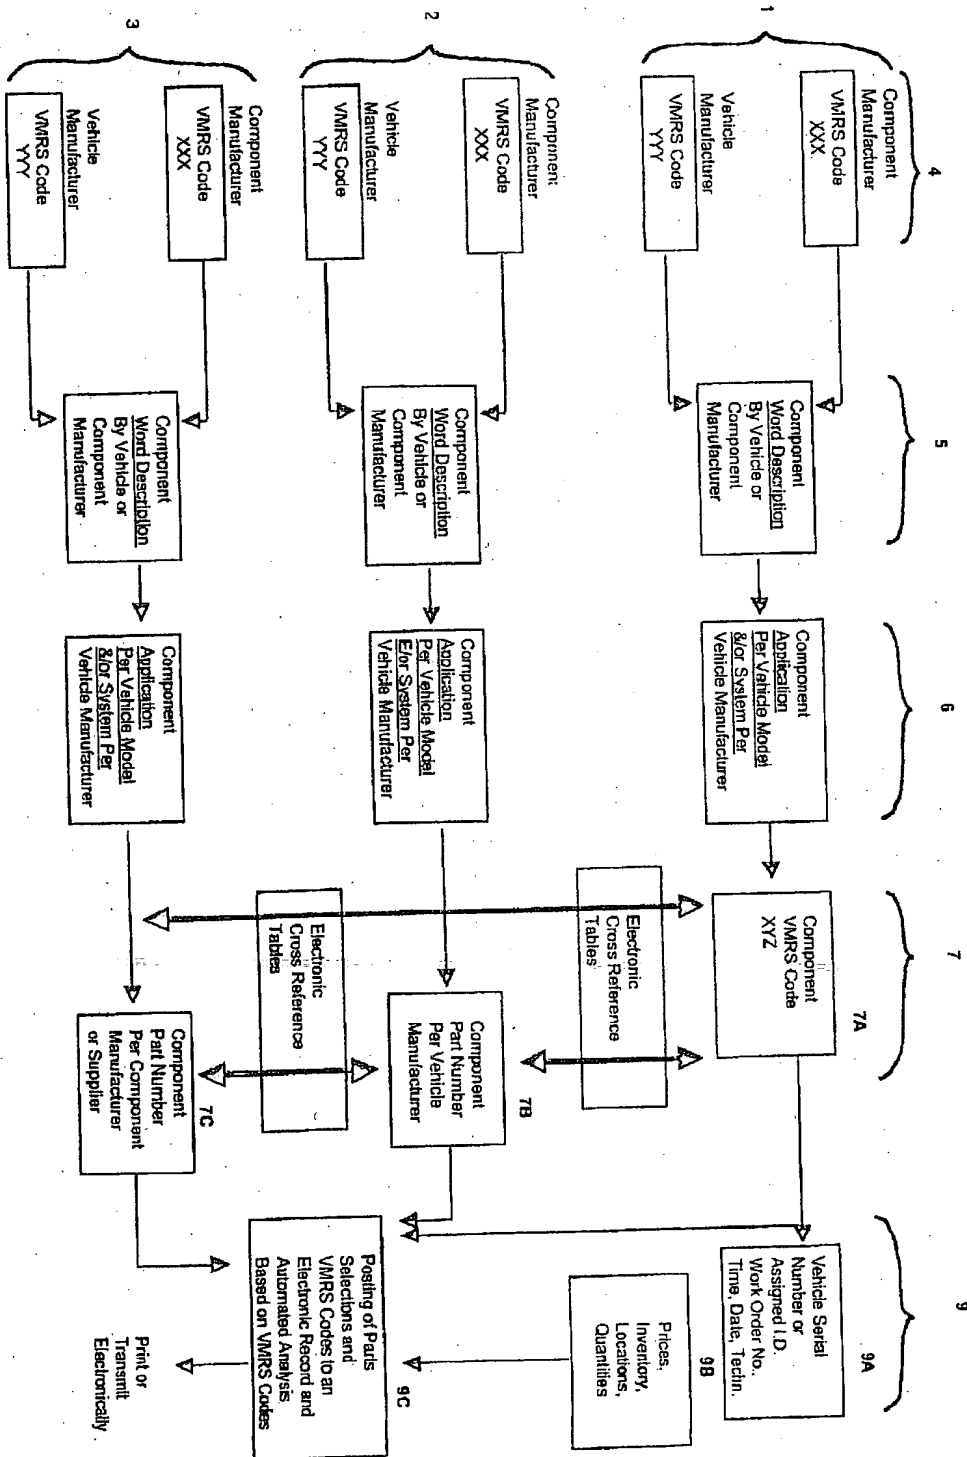 4
5
6
7
9
1
Component
Manufacturer
VMRS Code
XXX
Vehicle
Manufacturer
VMRS Code
YYY
Component
Word Description
By Vehicle or
Component
Manufacturer
Component
Application
Per Vehicle Model
&/or System Per
Vehicle Manufacturer
7A
Component
VMRS Code
XYZ
9A
Vehicle Serial
Number or
Assigned I.D.
Work Order No.
Time, Date, Techn.
Electronic
Cross Reference
Tables
9B
Prices,
Inventory,
Locations,
Quantities
2
Component
Manufacturer
VMRS Code
XXX
Vehicle
Manufacturer
VMRS Code
YYY
Component
Word Description
By Vehicle or
Component
Manufacturer
Component
Application
Per Vehicle Model
E/or System Per
Vehicle Manufacturer
7B
Component
Part Number
Per Vehicle
Manufacturer
9C
Posting of Parts
Selections and
VMRS Codes to an
Electronic Record and
Automated Analysis
Based on VMRS Codes
Electronic
Cross Reference
Tables
3
Component
Manufacturer
VMRS Code
XXX
Vehicle
Manufacturer
VMRS Code
YYY
Component
Word Description
By Vehicle or
Component
Manufacturer
Component
Application
Per Vehicle Model
&/or System Per
Vehicle Manufacturer
7C
Component
Part Number
Per Component
Manufacturer
or Supplier
Print or
Transmit
Electronically